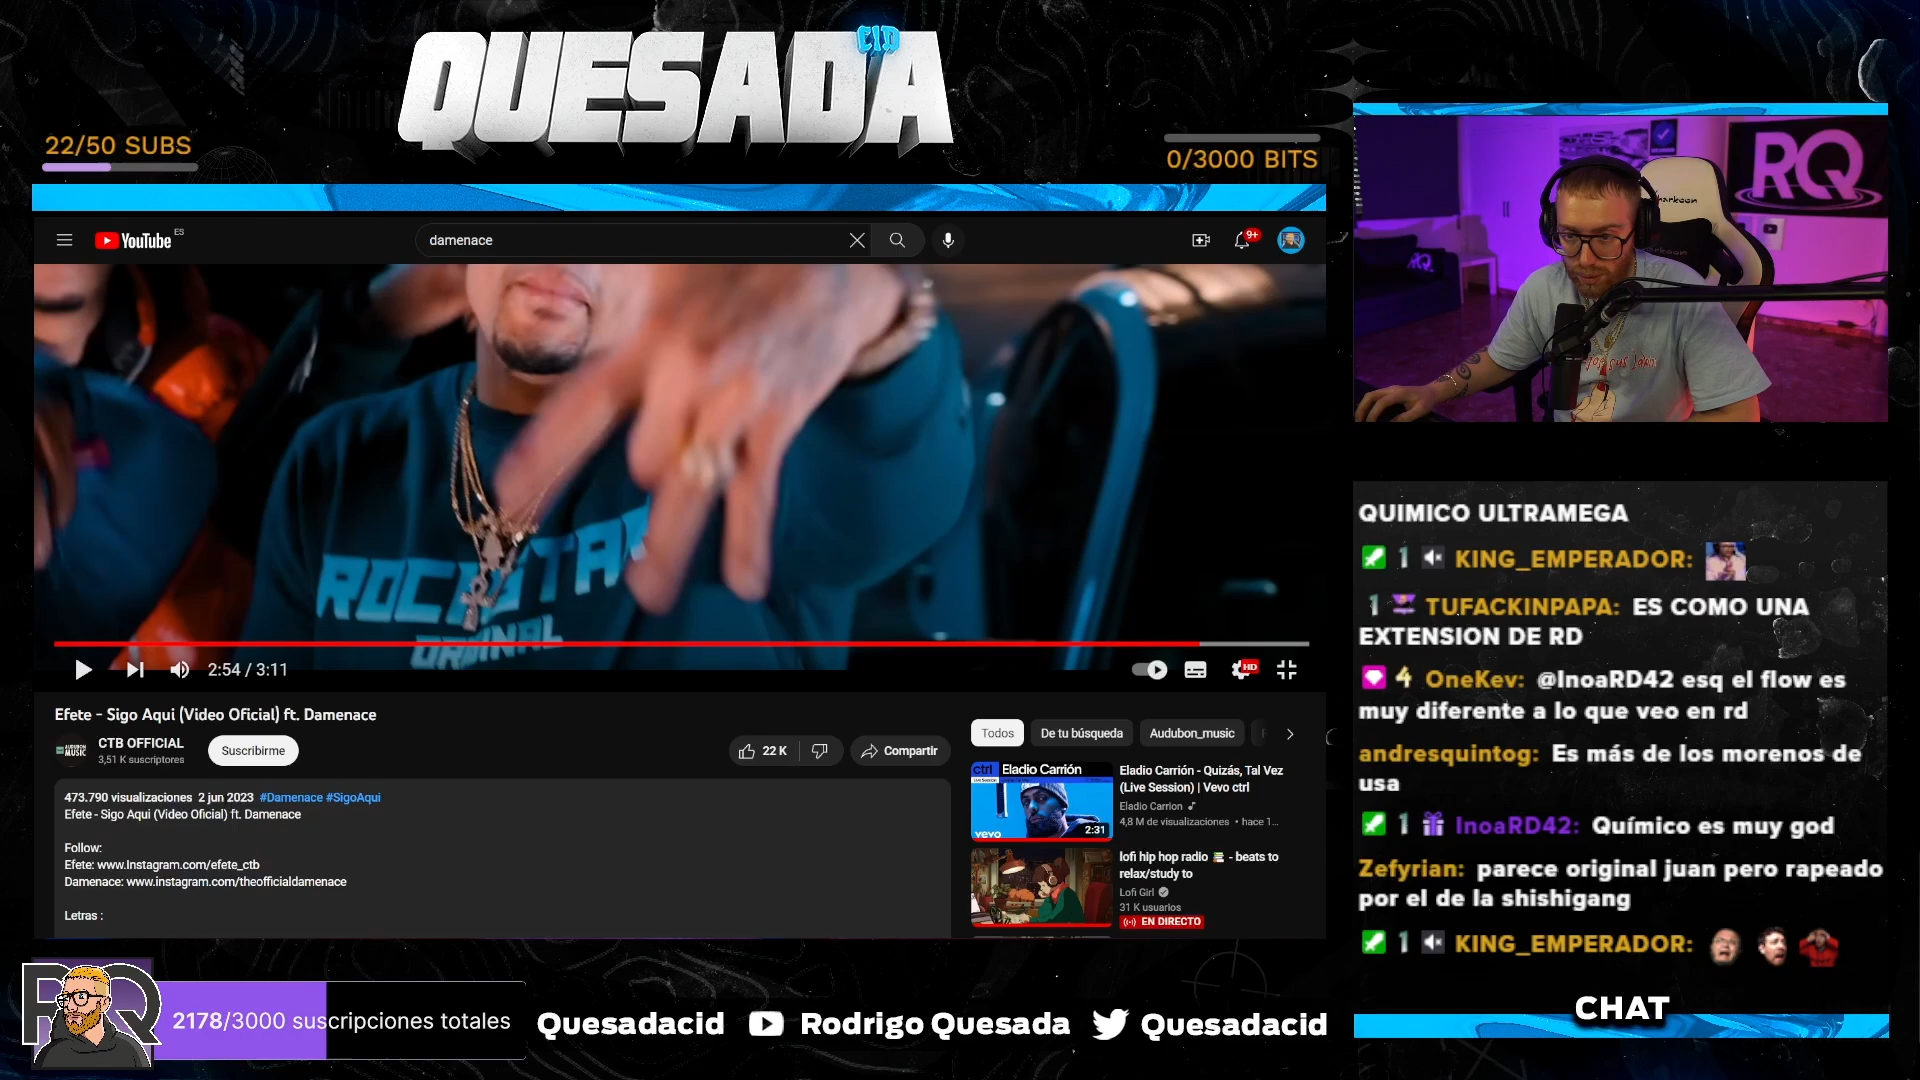 QUESADA
CID
22/50 SUBS
0/3000 BITS
YouTube ES
damenace
9+
RQ
RQ.
ROCKSTAR
ORIGINAL
2:54 / 3:11
HD
Efete - Sigo Aqui (Video Oficial) ft. Damenace
AUDUBON MUSIC
CTB OFFICIAL
3,51 K suscriptores
Suscribirme
22 K
Compartir
473.790 visualizaciones 2 jun 2023 #Damenace #SigoAqui
Efete - Sigo Aqui (Video Oficial) ft. Damenace
Follow:
Efete: www.Instagram.com/efete_ctb
Damenace: www.instagram.com/theofficialdamenace
Letras :
Todos
De tu búsqueda
Audubon_music
ctrl Eladio Carrión
vevo
2:31
Eladio Carrión - Quizás, Tal Vez
(Live Session) | Vevo ctrl
Eladio Carrion
4,8 M de visualizaciones • hace 1...
lofi hip hop radio 📚 - beats to
relax/study to
Lofi Girl
31 K usuarios
EN DIRECTO
QUIMICO ULTRAMEGA
1 KING_EMPERADOR:
1 TUFACKINPAPA: ES COMO UNA
EXTENSION DE RD
4 OneKev: @InoaRD42 esq el flow es
muy diferente a lo que veo en rd
andresquintog: Es más de los morenos de
usa
1 InoaRD42: Químico es muy god
Zefyrian: parece original juan pero rapeado
por el de la shishigang
1 KING_EMPERADOR:
CHAT
RQ
2178/3000 suscripciones totales
Quesadacid
Rodrigo Quesada
Quesadacid